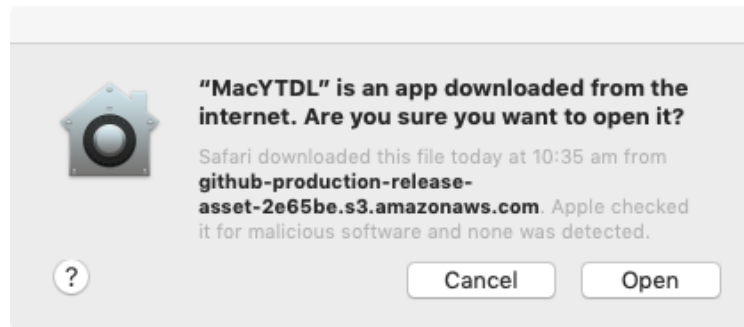 “MacYTDL” is an app downloaded from the
internet. Are you sure you want to open it?
Safari downloaded this file today at 10:35 am from
github-production-release-
asset-2e65be.s3.amazonaws.com. Apple checked
it for malicious software and none was detected.
?
Cancel
Open